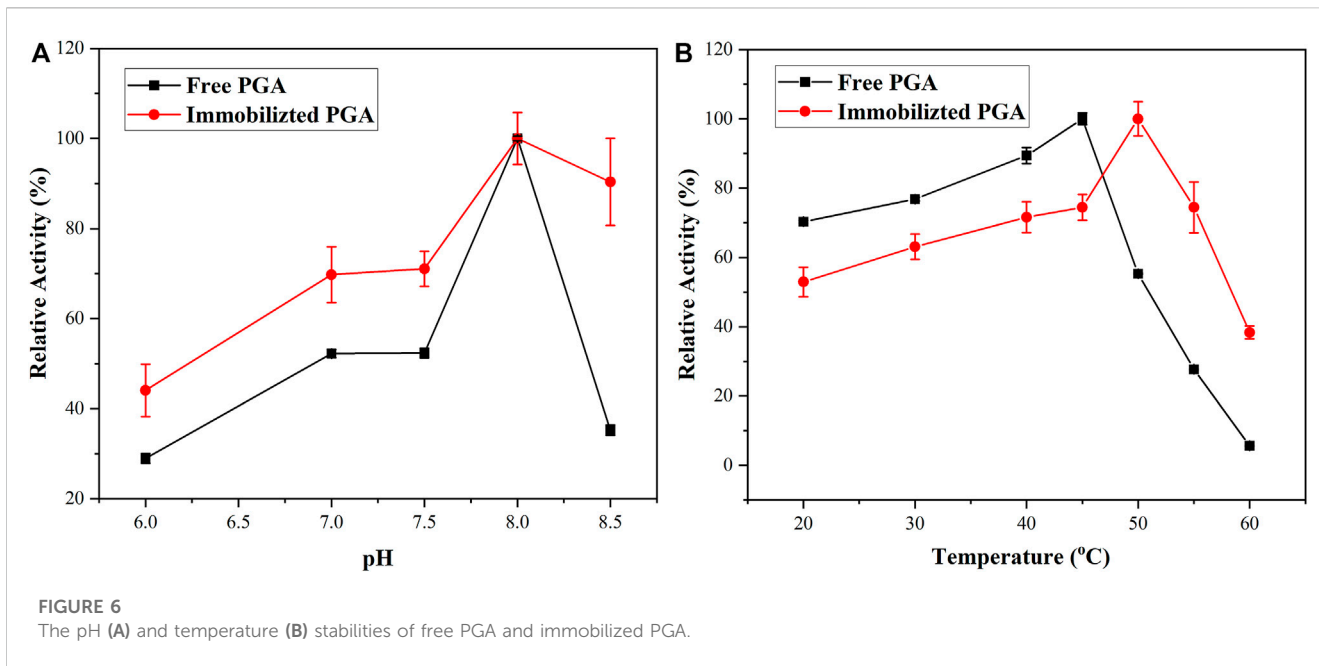 A
120
100
80
60
40
20
Relative Activity (%)
Free PGA
Immobilizted PGA
6.0 6.5 7.0 7.5 8.0 8.5
pH
B
120
100
80
60
40
20
0
Relative Activity (%)
Free PGA
Immobilizted PGA
20 30 40 50 60
Temperature (°C)
FIGURE 6
The pH (A) and temperature (B) stabilities of free PGA and immobilized PGA.